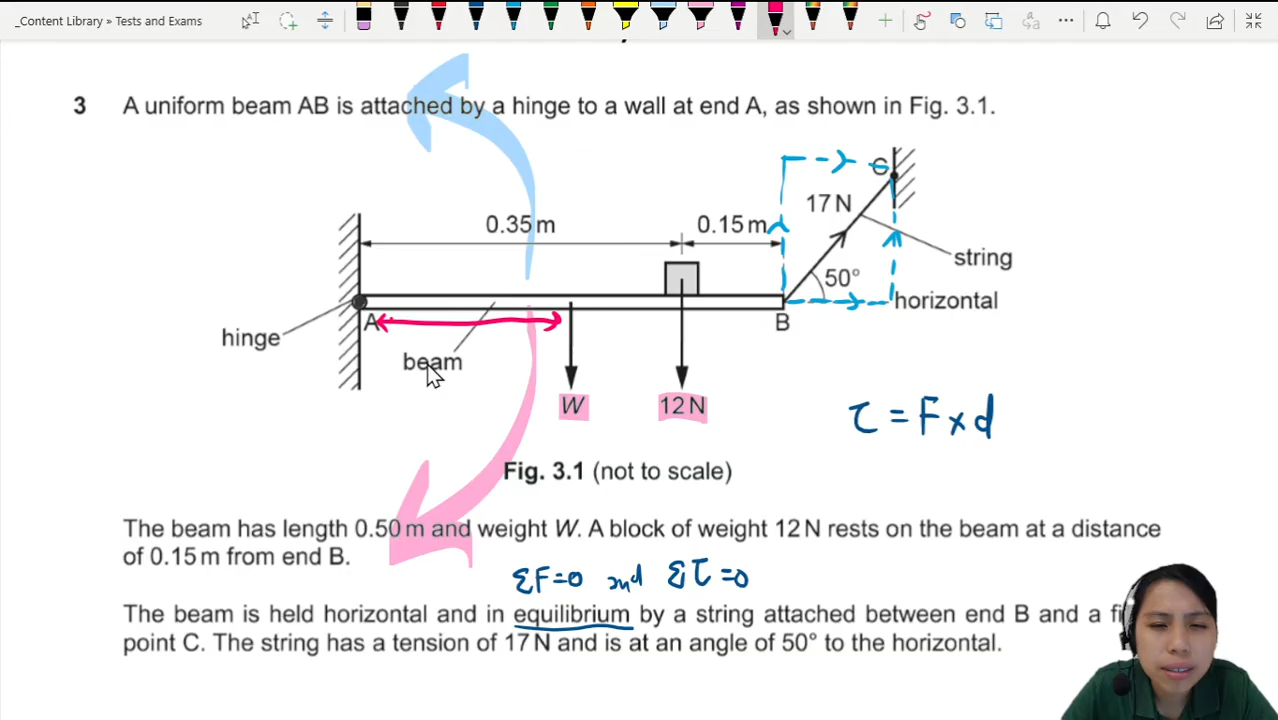 _Content Library » Tests and Exams
3 A uniform beam AB is attached by a hinge to a wall at end A, as shown in Fig. 3.1.
C
17 N
0.35 m
0.15 m
string
50°
horizontal
A
B
hinge
beam
W
12 N
τ = F × d
Fig. 3.1 (not to scale)
The beam has length 0.50 m and weight W. A block of weight 12 N rests on the beam at a distance
of 0.15 m from end B.
ΣF=0 and Στ=0
The beam is held horizontal and in equilibrium by a string attached between end B and a
point C. The string has a tension of 17 N and is at an angle of 50° to the horizontal.